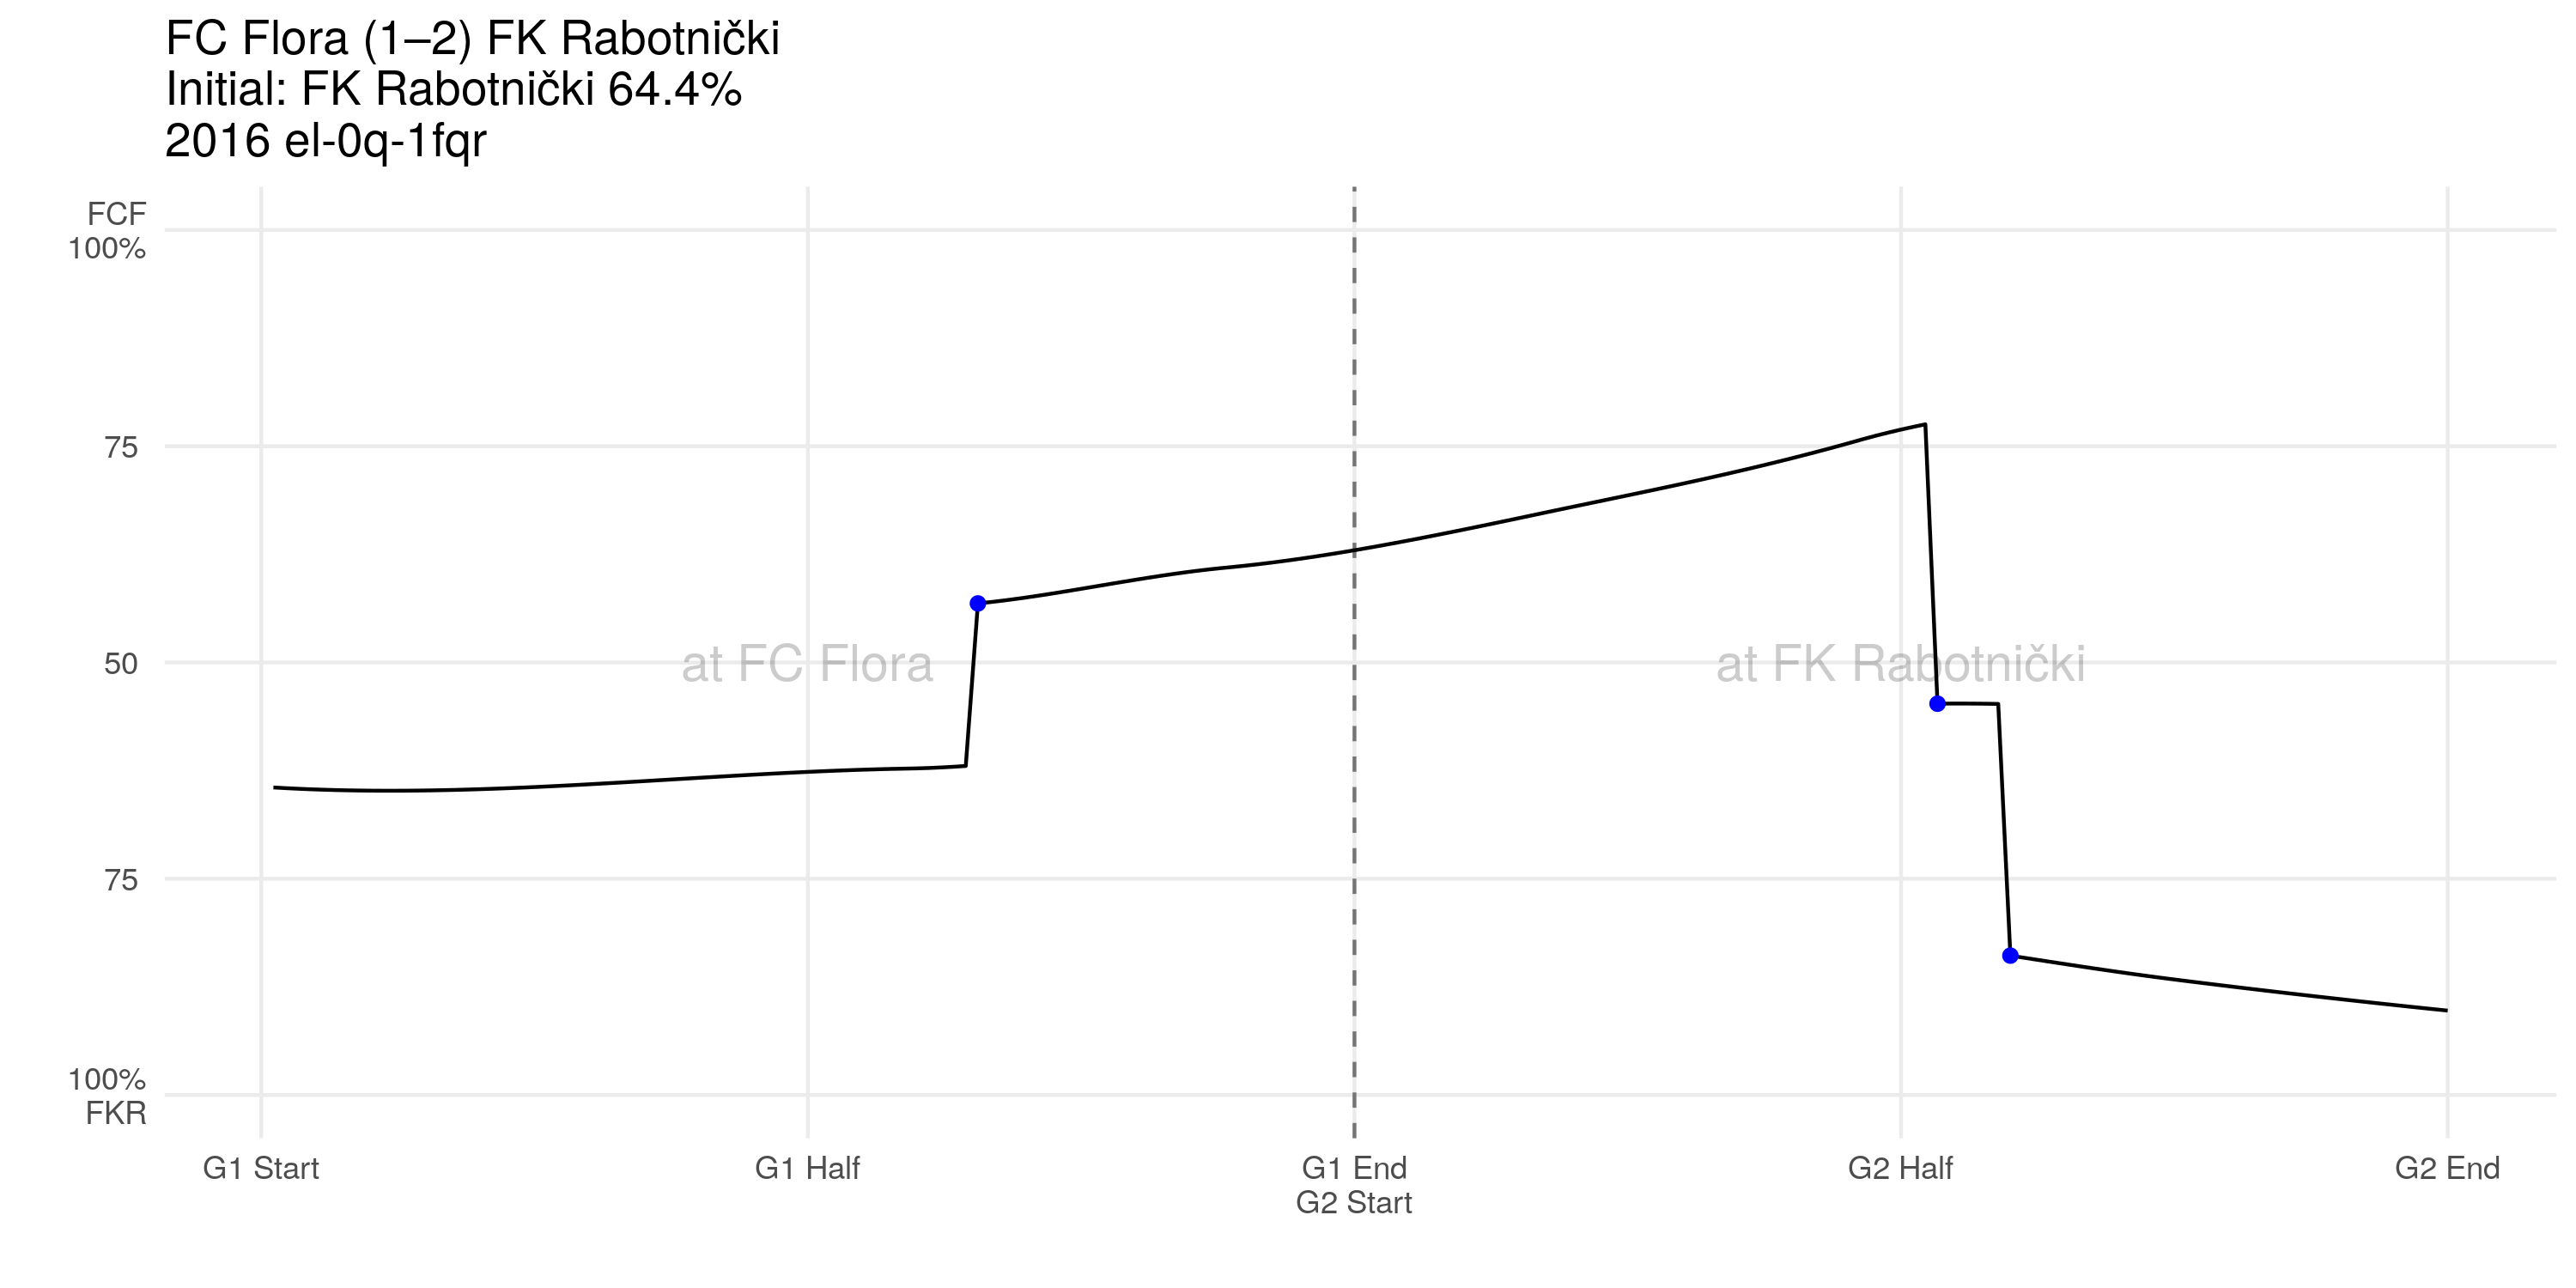 FC Flora (1–2) FK Rabotnički
Initial: FK Rabotnički 64.4%
2016 el-0q-1fqr
FCF
100%
75
50
75
100%
FKR
at FC Flora
at FK Rabotnički
G1 Start
G1 Half
G1 End
G2 Start
G2 Half
G2 End